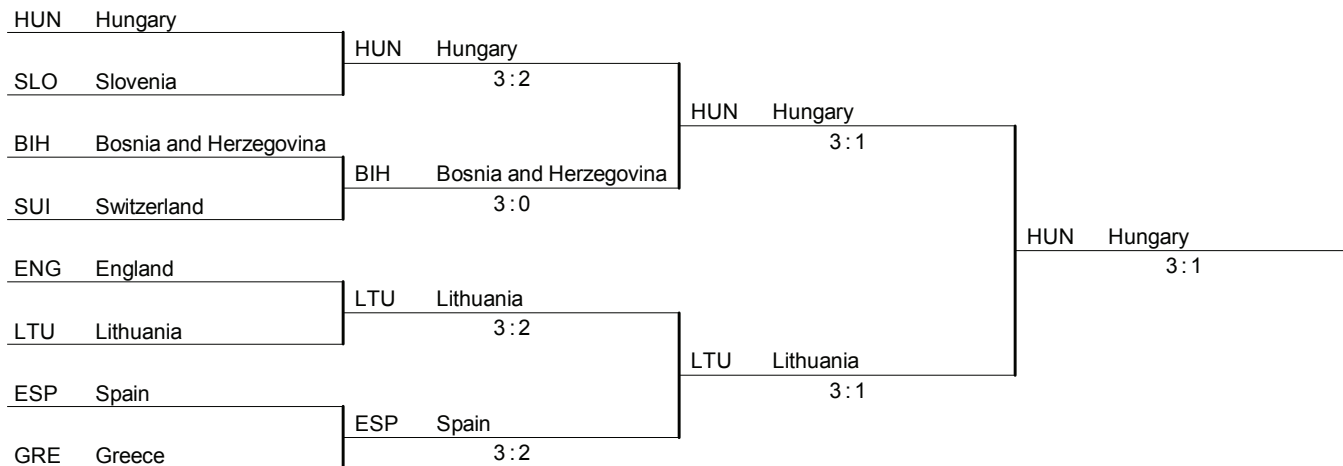 HUN Hungary
HUN Hungary
3 : 2
SLO Slovenia
HUN Hungary
3 : 1
BIH Bosnia and Herzegovina
BIH Bosnia and Herzegovina
3 : 0
SUI Switzerland
HUN Hungary
3 : 1
ENG England
LTU Lithuania
3 : 2
LTU Lithuania
LTU Lithuania
3 : 1
ESP Spain
ESP Spain
3 : 2
GRE Greece